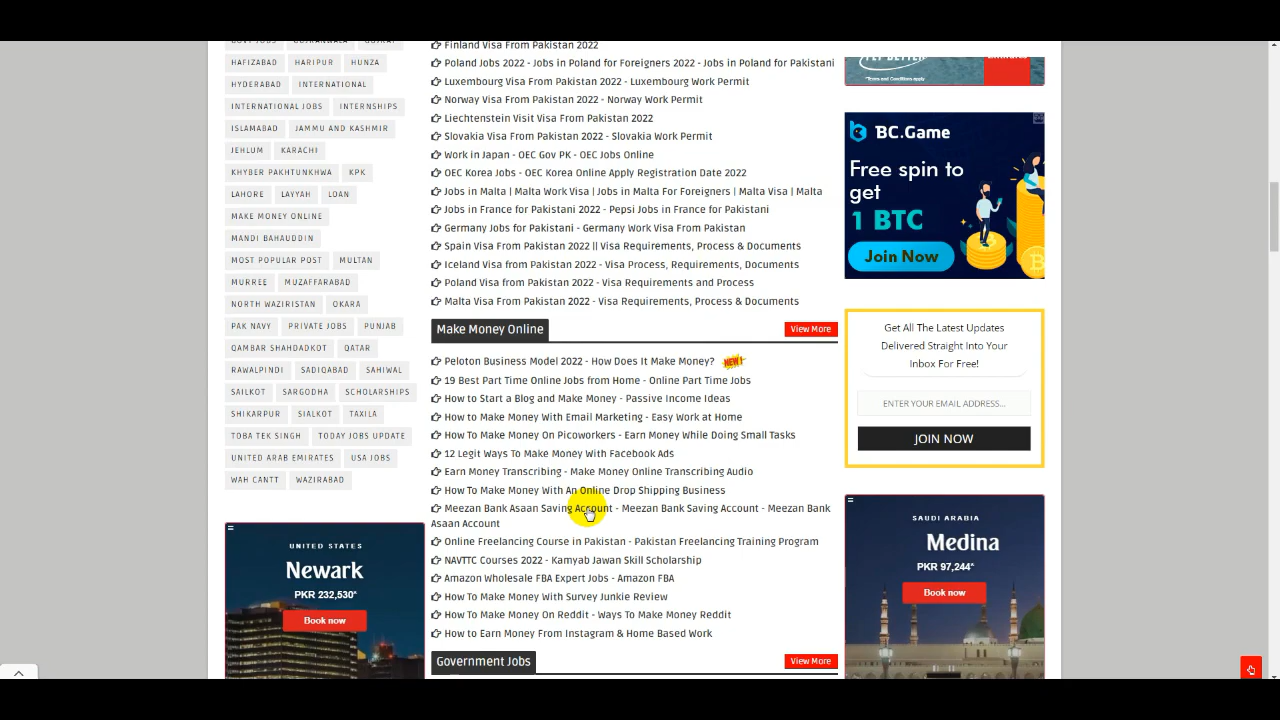 GOVT JOBS GUJRANWALA GUJRAT
HAFIZABAD HARIPUR HUNZA
HYDERABAD INTERNATIONAL
INTERNATIONAL JOBS INTERNSHIPS
ISLAMABAD JAMMU AND KASHMIR
JEHLUM KARACHI
KHYBER PAKHTUNKHWA KPK
LAHORE LAYYAH LOAN
MAKE MONEY ONLINE
MANDI BAHAUDDIN
MOST POPULAR POST MULTAN
MURREE MUZAFFARABAD
NORTH WAZIRISTAN OKARA
PAK NAVY PRIVATE JOBS PUNJAB
QAMBAR SHAHDADKOT QATAR
RAWALPINDI SADIQABAD SAHIWAL
SAILKOT SARGODHA SCHOLARSHIPS
SHIKARPUR SIALKOT TAXILA
TOBA TEK SINGH TODAY JOBS UPDATE
UNITED ARAB EMIRATES USA JOBS
WAH CANTT WAZIRABAD
UNITED STATES
Newark
PKR 232,530*
Book now
Finland Visa From Pakistan 2022
Poland Jobs 2022 - Jobs in Poland for Foreigners 2022 - Jobs in Poland for Pakistani
Luxembourg Visa From Pakistan 2022 - Luxembourg Work Permit
Norway Visa From Pakistan 2022 - Norway Work Permit
Liechtenstein Visit Visa From Pakistan 2022
Slovakia Visa From Pakistan 2022 - Slovakia Work Permit
Work in Japan - OEC Gov PK - OEC Jobs Online
OEC Korea Jobs - OEC Korea Online Apply Registration Date 2022
Jobs in Malta | Malta Work Visa | Jobs in Malta For Foreigners | Malta Visa | Malta
Jobs in France for Pakistani 2022 - Pepsi Jobs in France for Pakistani
Germany Jobs for Pakistani - Germany Work Visa From Pakistan
Spain Visa From Pakistan 2022 || Visa Requirements, Process & Documents
Iceland Visa from Pakistan 2022 - Visa Process, Requirements, Documents
Poland Visa from Pakistan 2022 - Visa Requirements and Process
Malta Visa From Pakistan 2022 - Visa Requirements, Process & Documents
Make Money Online View More
Peloton Business Model 2022 - How Does It Make Money? NEW!
19 Best Part Time Online Jobs from Home - Online Part Time Jobs
How to Start a Blog and Make Money - Passive Income Ideas
How to Make Money With Email Marketing - Easy Work at Home
How To Make Money On Picoworkers - Earn Money While Doing Small Tasks
12 Legit Ways To Make Money With Facebook Ads
Earn Money Transcribing - Make Money Online Transcribing Audio
How To Make Money With An Online Drop Shipping Business
Meezan Bank Asaan Saving Account - Meezan Bank Saving Account - Meezan Bank
Asaan Account
Online Freelancing Course in Pakistan - Pakistan Freelancing Training Program
NAVTTC Courses 2022 - Kamyab Jawan Skill Scholarship
Amazon Wholesale FBA Expert Jobs - Amazon FBA
How To Make Money With Survey Junkie Review
How To Make Money On Reddit - Ways To Make Money Reddit
How to Earn Money From Instagram & Home Based Work
Government Jobs View More
*Terms and Conditions apply
BC.GAME
Free spin to
get
1 BTC
Join Now
Get All The Latest Updates
Delivered Straight Into Your
Inbox For Free!
ENTER YOUR EMAIL ADDRESS...
JOIN NOW
SAUDI ARABIA
Medina
PKR 97,244*
Book now